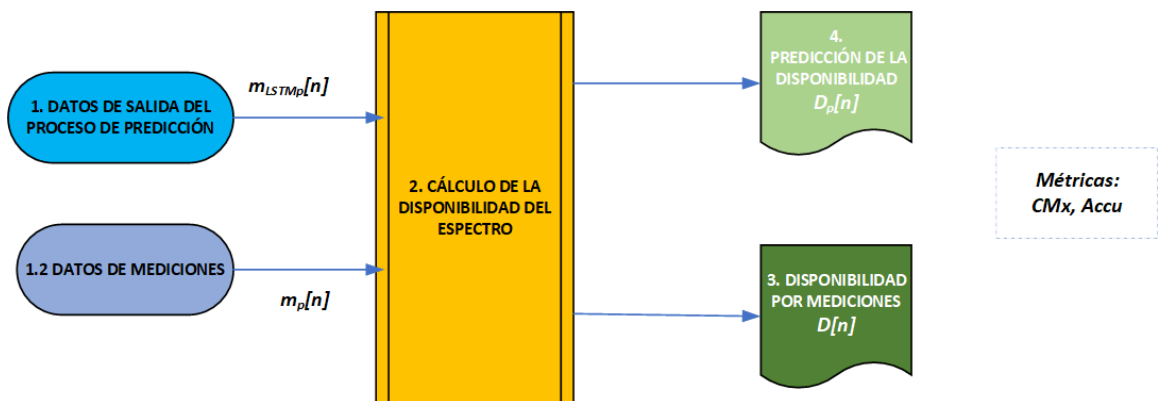 1. DATOS DE SALIDA DEL
PROCESO DE PREDICCIÓN
m_LSTMp[n]
1.2 DATOS DE MEDICIONES
m_p[n]
2. CÁLCULO DE LA
DISPONIBILIDAD DEL
ESPECTRO
4.
PREDICCIÓN DE LA
DISPONIBILIDAD
D_p[n]
3. DISPONIBILIDAD
POR MEDICIONES
D[n]
Métricas:
CMx, Accu